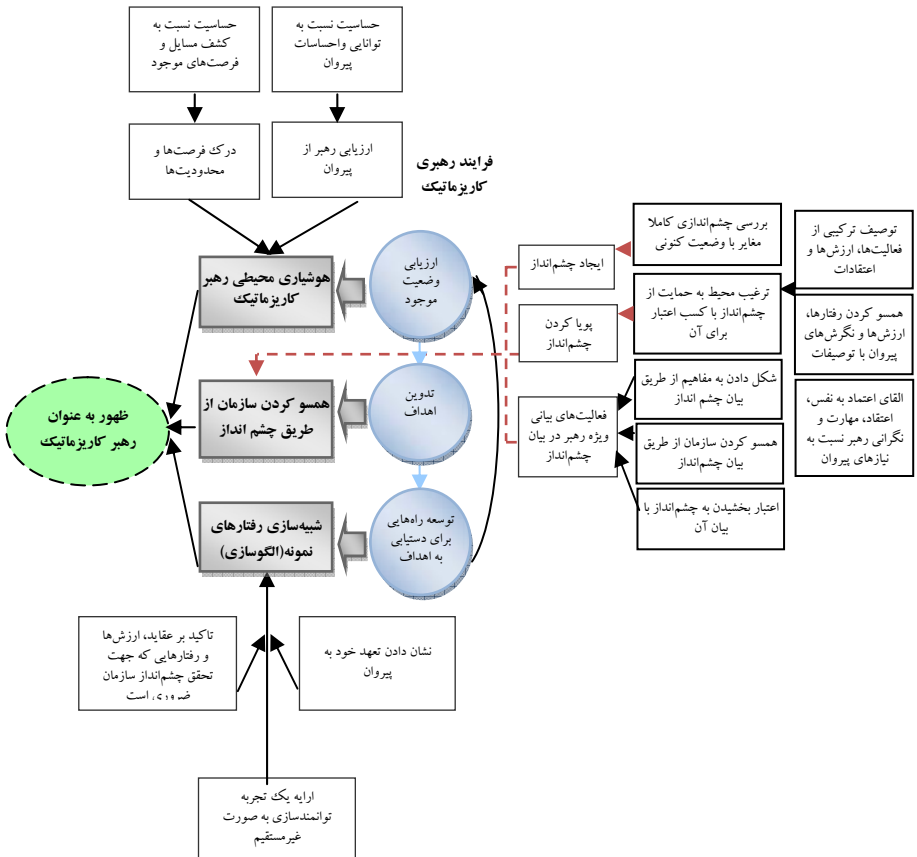 حساسیت نسبت به
کشف مسایل و
فرصت‌های موجود
حساسیت نسبت به
توانایی واحساسات
پیروان
درک فرصت‌ها و
محدودیت‌ها
ارزیابی رهبر از
پیروان
فرایند رهبری
کاریزماتیک
توصیف ترکیبی از
فعالیت‌ها، ارزش‌ها و
اعتقادات
بررسی چشم‌اندازی کاملا
مغایر با وضعیت کنونی
ایجاد چشم‌انداز
ارزیابی
وضعیت
موجود
هوشیاری محیطی رهبر
کاریزماتیک
ترغیب محیط به حمایت از
چشم‌انداز با کسب اعتبار
برای آن
پویا کردن
چشم‌انداز
همسو کردن رفتارها،
ارزش‌ها و نگرش‌های
پیروان با توصیفات
شکل دادن به مفاهیم از طریق
بیان چشم انداز
القای اعتماد به نفس،
اعتقاد، مهارت و
نگرانی رهبر نسبت به
نیازهای پیروان
فعالیت‌های بیانی
ویژه رهبر در بیان
چشم‌انداز
همسو کردن سازمان از طریق
بیان چشم‌انداز
اعتبار بخشیدن به چشم‌انداز با
بیان آن
تدوین
اهداف
همسو کردن سازمان از
طریق چشم انداز
ظهور به عنوان
رهبر کاریزماتیک
توسعه راه‌هایی
برای دستیابی
به اهداف
شبیه‌سازی رفتارهای
نمونه(الگوسازی)
نشان دادن تعهد خود به
پیروان
تاکید بر عقاید، ارزش‌ها
و رفتارهایی که جهت
تحقق چشم‌انداز سازمان
ضروری است
ارایه یک تجربه
توانمندسازی به صورت
غیرمستقیم